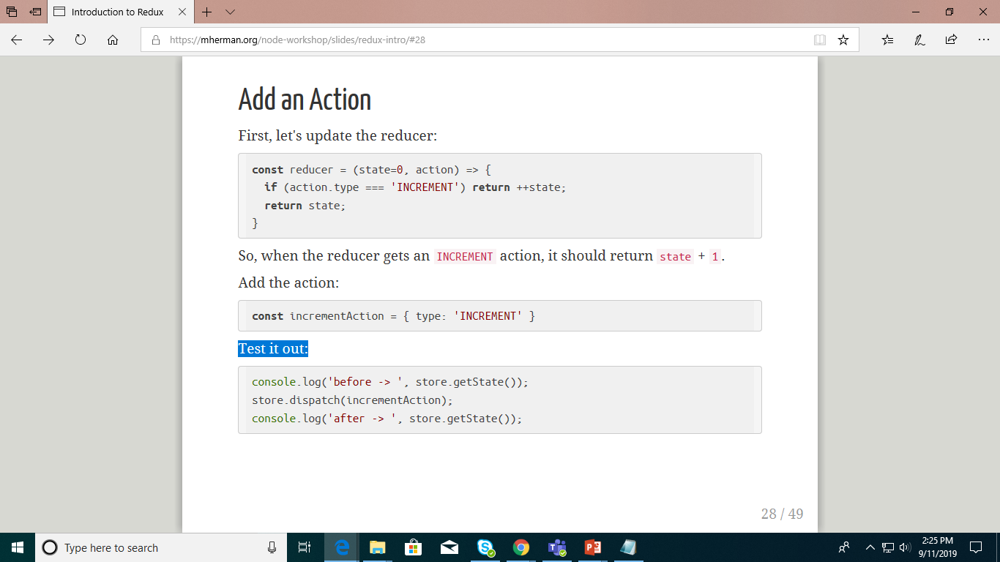 Introduction to Redux
https://mherman.org/node-workshop/slides/redux-intro/#28
Add an Action
First, let's update the reducer:
const reducer = (state=0, action) => {
  if (action.type === 'INCREMENT') return ++state;
  return state;
}
So, when the reducer gets an INCREMENT action, it should return state + 1.
Add the action:
const incrementAction = { type: 'INCREMENT' }
Test it out:
console.log('before -> ', store.getState());
store.dispatch(incrementAction);
console.log('after -> ', store.getState());
28 / 49
Type here to search
2:25 PM
9/11/2019